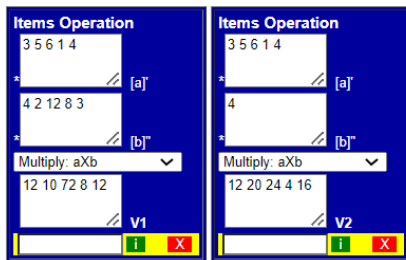 Items Operation
3 5 6 1 4
* [a]'
4 2 12 8 3
* [b]"
Multiply: aXb
12 10 72 8 12
V1
i X
Items Operation
3 5 6 1 4
* [a]'
4
* [b]"
Multiply: aXb
12 20 24 4 16
V2
i X